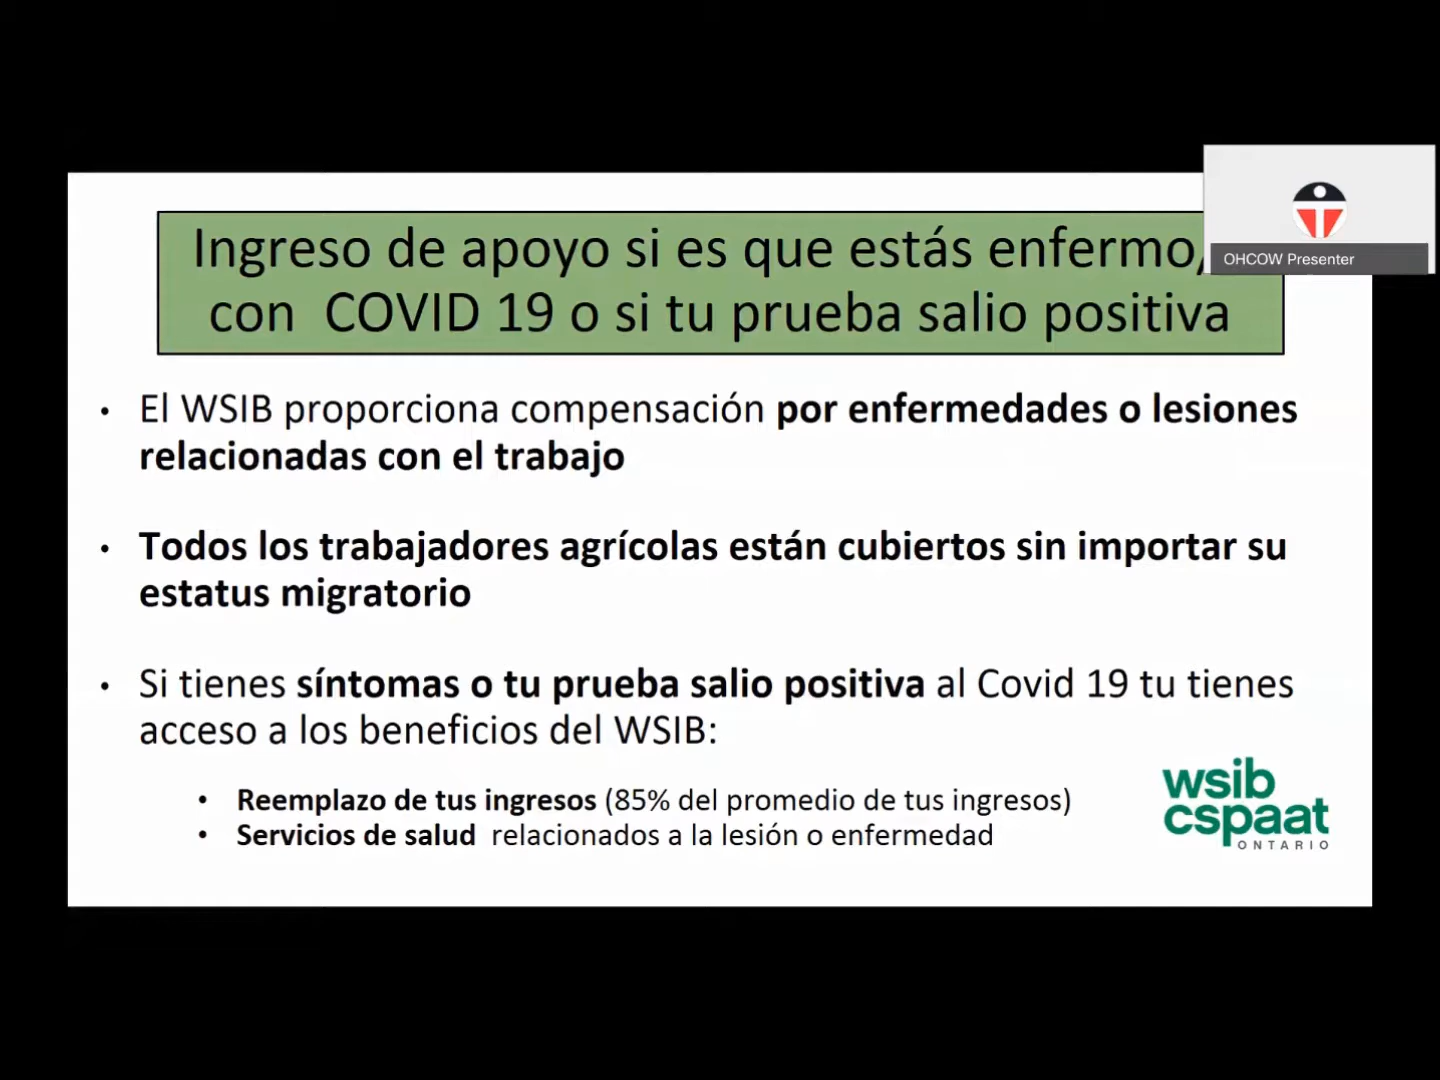 Ingreso de apoyo si es que estás enfermo/
con COVID 19 o si tu prueba salio positiva
OHCOW Presenter
• El WSIB proporciona compensación por enfermedades o lesiones
relacionadas con el trabajo
• Todos los trabajadores agrícolas están cubiertos sin importar su
estatus migratorio
• Si tienes síntomas o tu prueba salio positiva al Covid 19 tu tienes
acceso a los beneficios del WSIB:
• Reemplazo de tus ingresos (85% del promedio de tus ingresos)
• Servicios de salud relacionados a la lesión o enfermedad
wsib
cspaat
ONTARIO